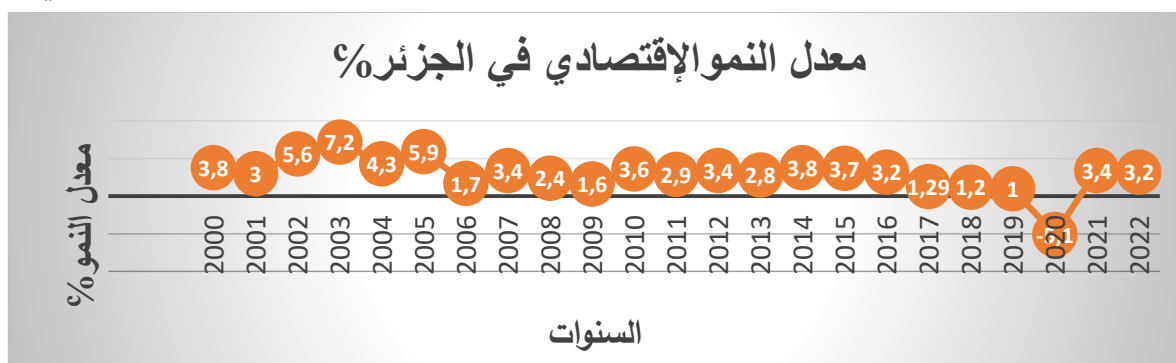 معدل النموالإقتصادي في الجزئر%
معدل النمو%
3,8 3 5,6 7,2 4,3 5,9 1,7 3,4 2,4 1,6 3,6 2,9 3,4 2,8 3,8 3,7 3,2 1,29 1,2 1 -5,1 3,4 3,2
2000 2001 2002 2003 2004 2005 2006 2007 2008 2009 2010 2011 2012 2013 2014 2015 2016 2017 2018 2019 2020 2021 2022
السنوات